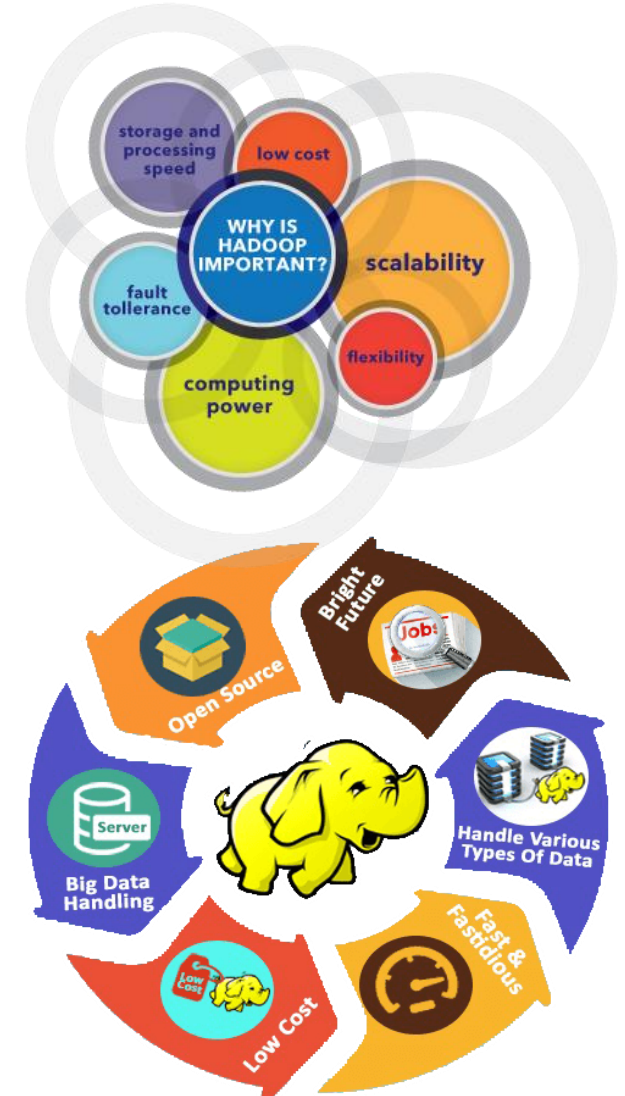 storage and
processing
speed
low cost
WHY IS
HADOOP
IMPORTANT?
scalability
fault
tollerance
flexibility
computing
power
Bright
Future
Jobs
Open Source
Handle Various
Types Of Data
Server
Big Data
Handling
Fast &
Fastidious
Low
Cost
Low Cost